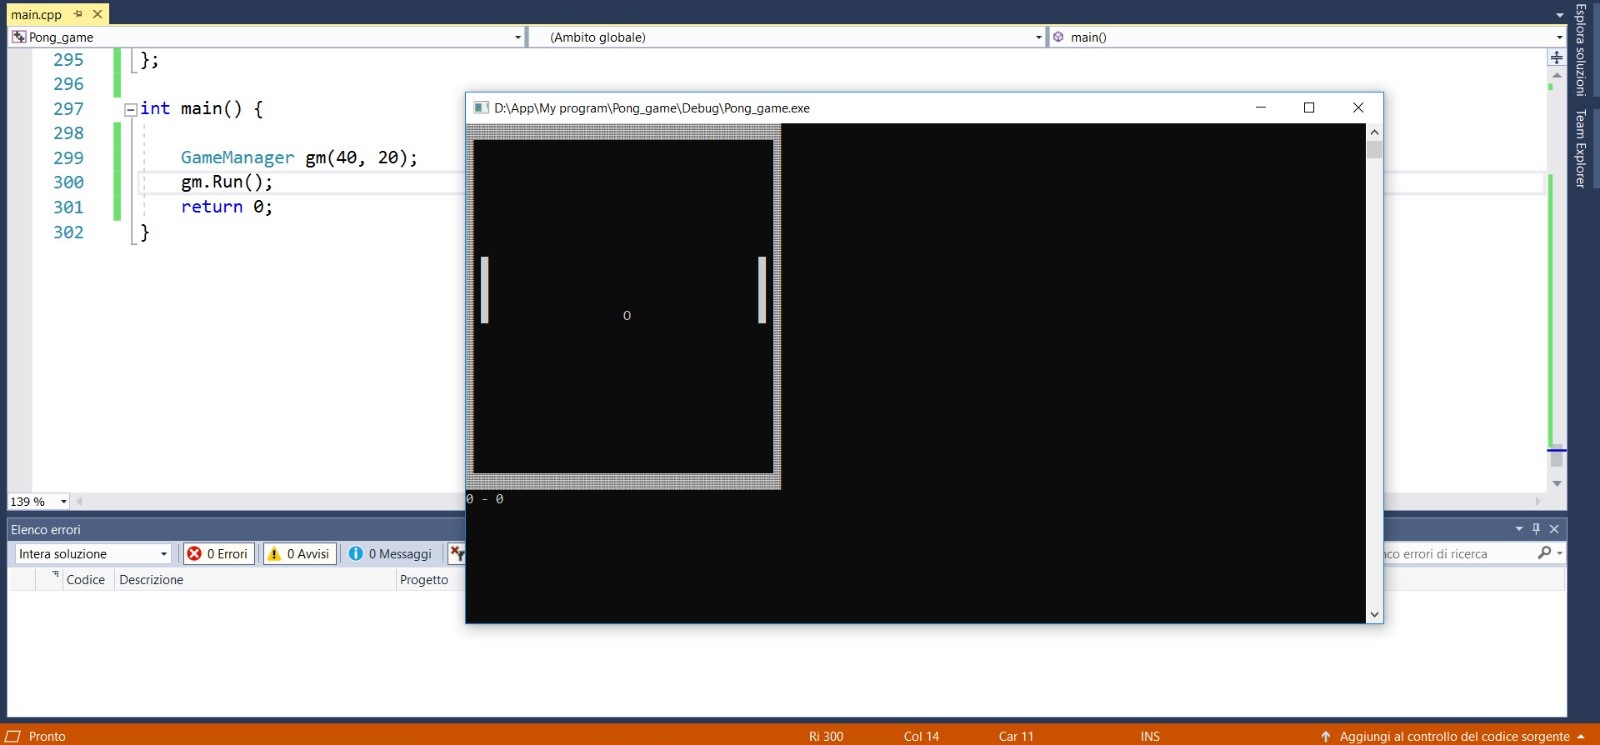 main.cpp
Pong_game
(Ambito globale)
main()
295 };
296
297 int main() {
298
299 GameManager gm(40, 20);
300 gm.Run();
301 return 0;
302 }
139 %
D:\App\My program\Pong_game\Debug\Pong_game.exe
O
0 - 0
Esplora soluzioni
Team Explorer
Elenco errori
Intera soluzione
0 Errori
0 Avvisi
0 Messaggi
nco errori di ricerca
Codice
Descrizione
Progetto
Pronto
Ri 300
Col 14
Car 11
INS
Aggiungi al controllo del codice sorgente